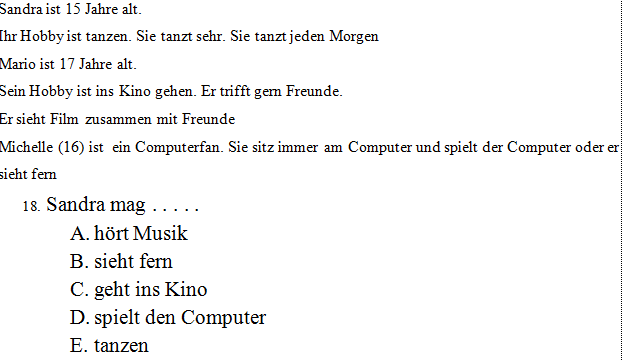 Sandra ist 15 Jahre alt.
Ihr Hobby ist tanzen. Sie tanzt sehr. Sie tanzt jeden Morgen
Mario ist 17 Jahre alt.
Sein Hobby ist ins Kino gehen. Er trifft gern Freunde.
Er sieht Film zusammen mit Freunde
Michelle (16) ist ein Computerfan. Sie sitz immer am Computer und spielt der Computer oder er
sieht fern
18. Sandra mag . . . . .
A. hört Musik
B. sieht fern
C. geht ins Kino
D. spielt den Computer
E. tanzen